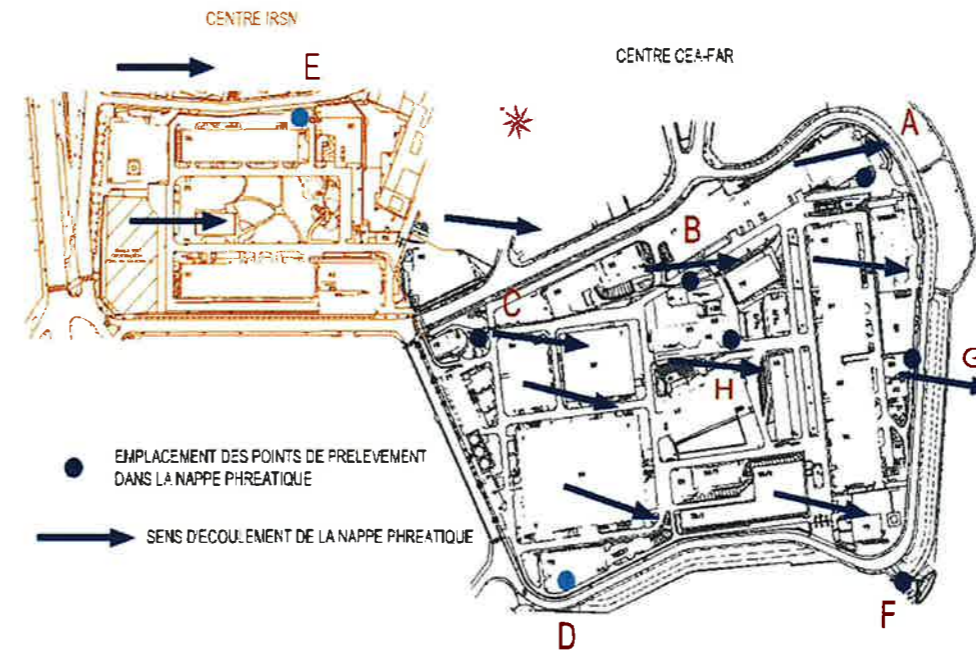 CENTRE IRSN
E
CENTRE CEA-FAR
A
B
C
G
H
EMPLACEMENT DES POINTS DE PRELEVEMENT
DANS LA NAPPE PHREATIQUE
SENS D'ECOULEMENT DE LA NAPPE PHREATIQUE
D
F